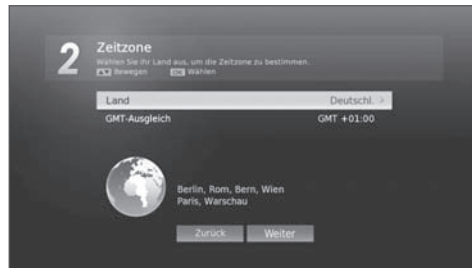 2
Zeitzone
Wählen Sie Ihr Land aus, um die Zeitzone zu bestimmen.
Bewegen OK Wählen
Land Deutschl. >
GMT-Ausgleich GMT +01:00
Berlin, Rom, Bern, Wien
Paris, Warschau
Zurück Weiter